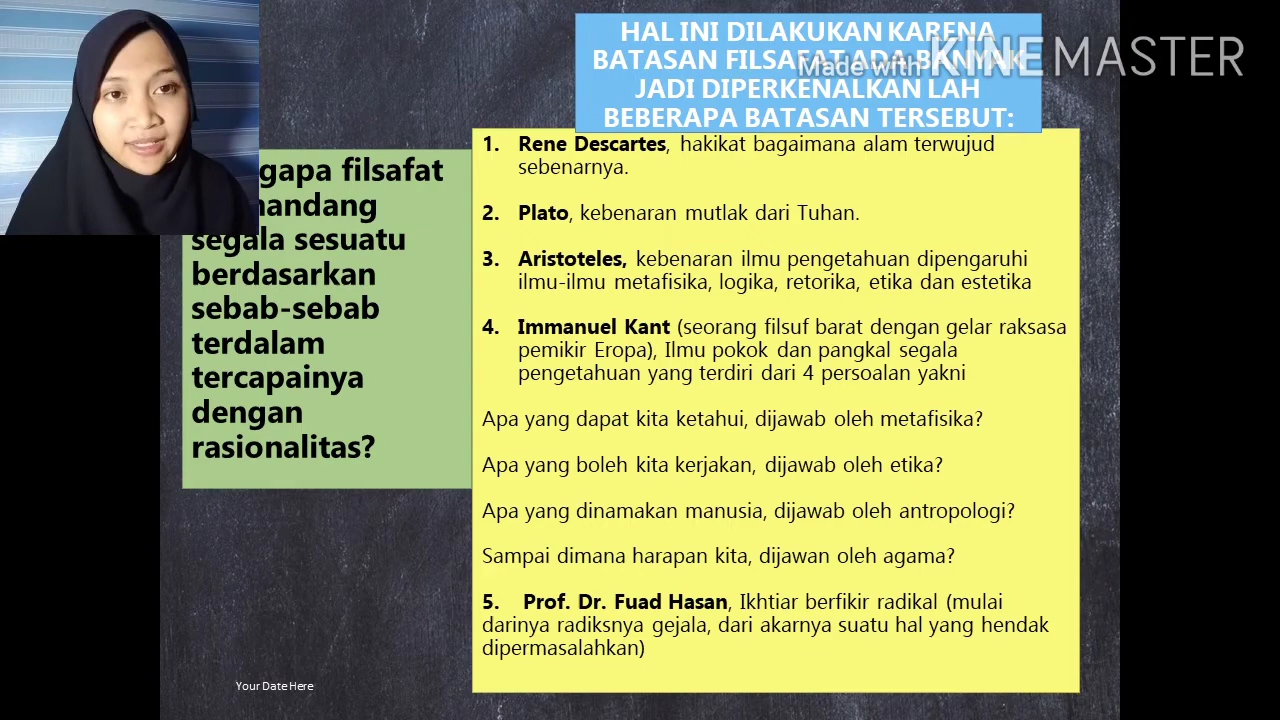 HAL INI DILAKUKAN KARENA
BATASAN FILSAFAT ADA BANYAK
JADI DIPERKENALKAN LAH
BEBERAPA BATASAN TERSEBUT:
Made with KINEMASTER
gapa filsafat
andang
segala sesuatu
berdasarkan
sebab-sebab
terdalam
tercapainya
dengan
rasionalitas?
1. Rene Descartes, hakikat bagaimana alam terwujud
sebenarnya.
2. Plato, kebenaran mutlak dari Tuhan.
3. Aristoteles, kebenaran ilmu pengetahuan dipengaruhi
ilmu-ilmu metafisika, logika, retorika, etika dan estetika
4. Immanuel Kant (seorang filsuf barat dengan gelar raksasa
pemikir Eropa), Ilmu pokok dan pangkal segala
pengetahuan yang terdiri dari 4 persoalan yakni
Apa yang dapat kita ketahui, dijawab oleh metafisika?
Apa yang boleh kita kerjakan, dijawab oleh etika?
Apa yang dinamakan manusia, dijawab oleh antropologi?
Sampai dimana harapan kita, dijawan oleh agama?
5. Prof. Dr. Fuad Hasan, Ikhtiar berfikir radikal (mulai
darinya radiksnya gejala, dari akarnya suatu hal yang hendak
dipermasalahkan)
Your Date Here